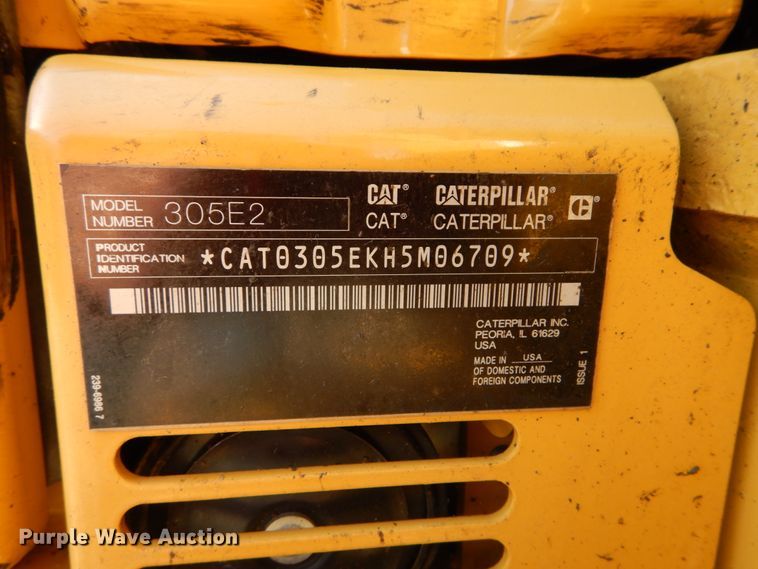 MODEL NUMBER 305E2
CAT® CATERPILLAR® C
CAT® CATERPILLAR®
PRODUCT IDENTIFICATION NUMBER *CAT0305EKH5M06709*
CATERPILLAR INC.
PEORIA, IL 61629
USA
MADE IN USA
OF DOMESTIC AND
FOREIGN COMPONENTS
ISSUE 1
239-6986 7
Purple Wave Auction